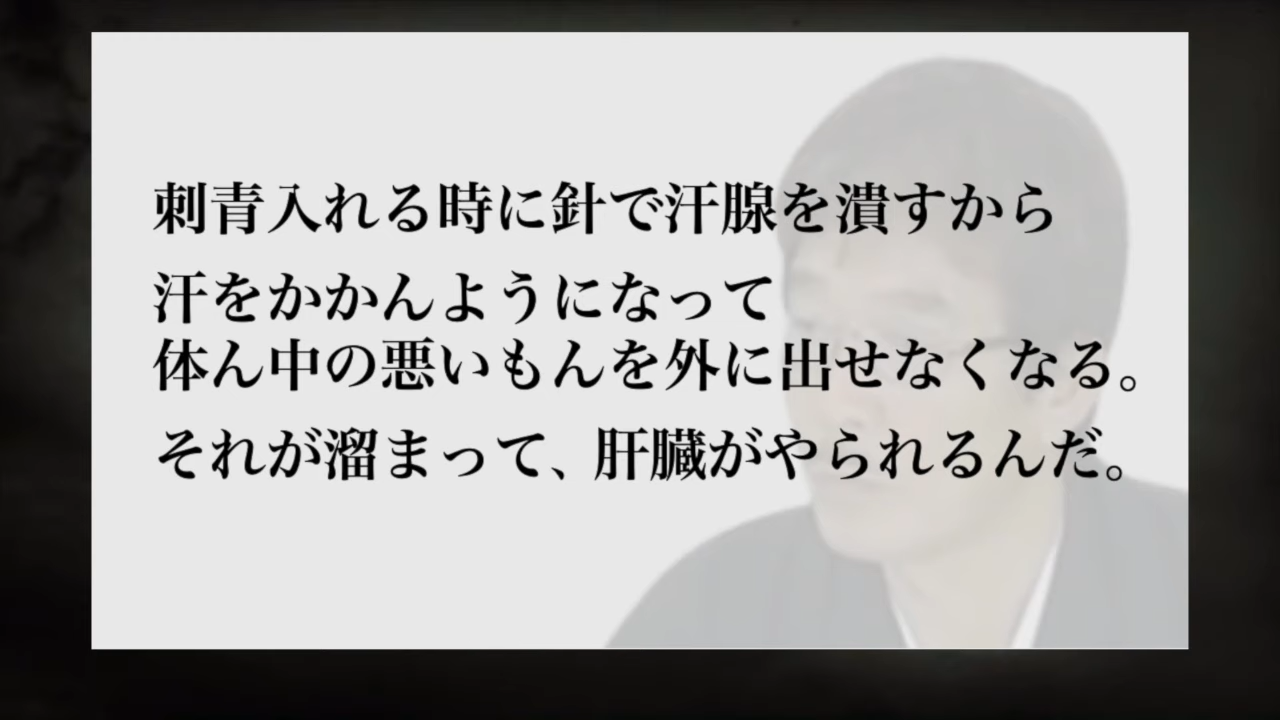 刺青入れる時に針で汗腺を潰すから
汗をかかんようになって
体ん中の悪いもんを外に出せなくなる。
それが溜まって、肝臓がやられるんだ。